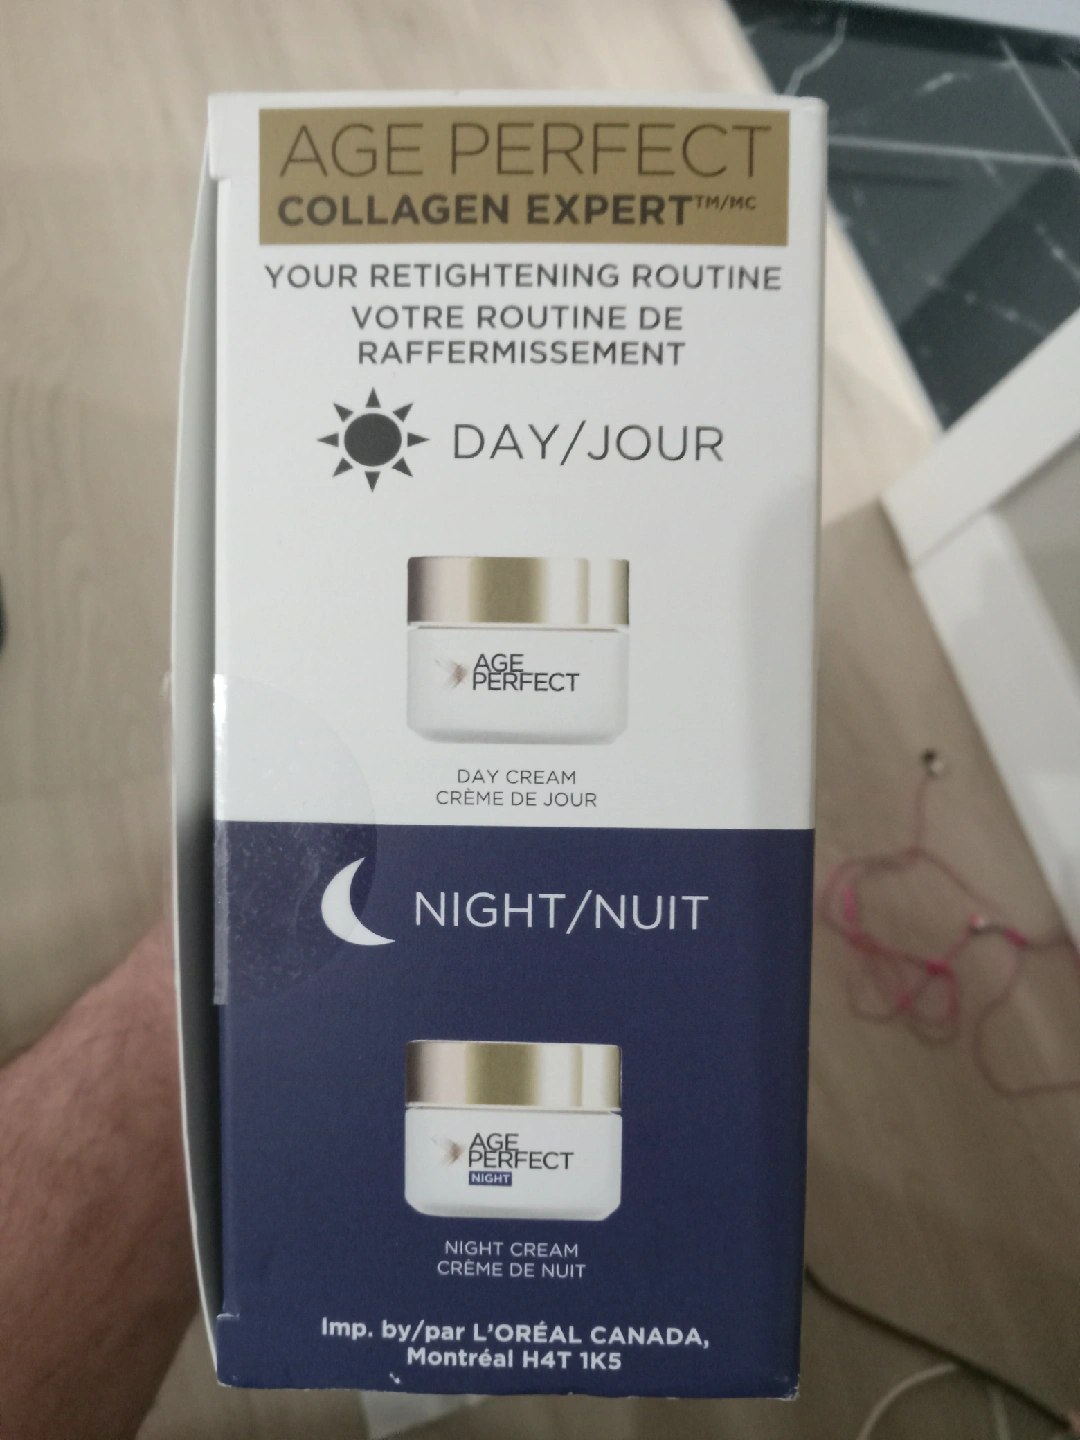 AGE PERFECT
COLLAGEN EXPERT™/MC
YOUR RETIGHTENING ROUTINE
VOTRE ROUTINE DE
RAFFERMISSEMENT
DAY/JOUR
AGE
PERFECT
DAY CREAM
CRÈME DE JOUR
NIGHT/NUIT
AGE
PERFECT
NIGHT
NIGHT CREAM
CRÈME DE NUIT
Imp. by/par L'ORÉAL CANADA,
Montréal H4T 1K5